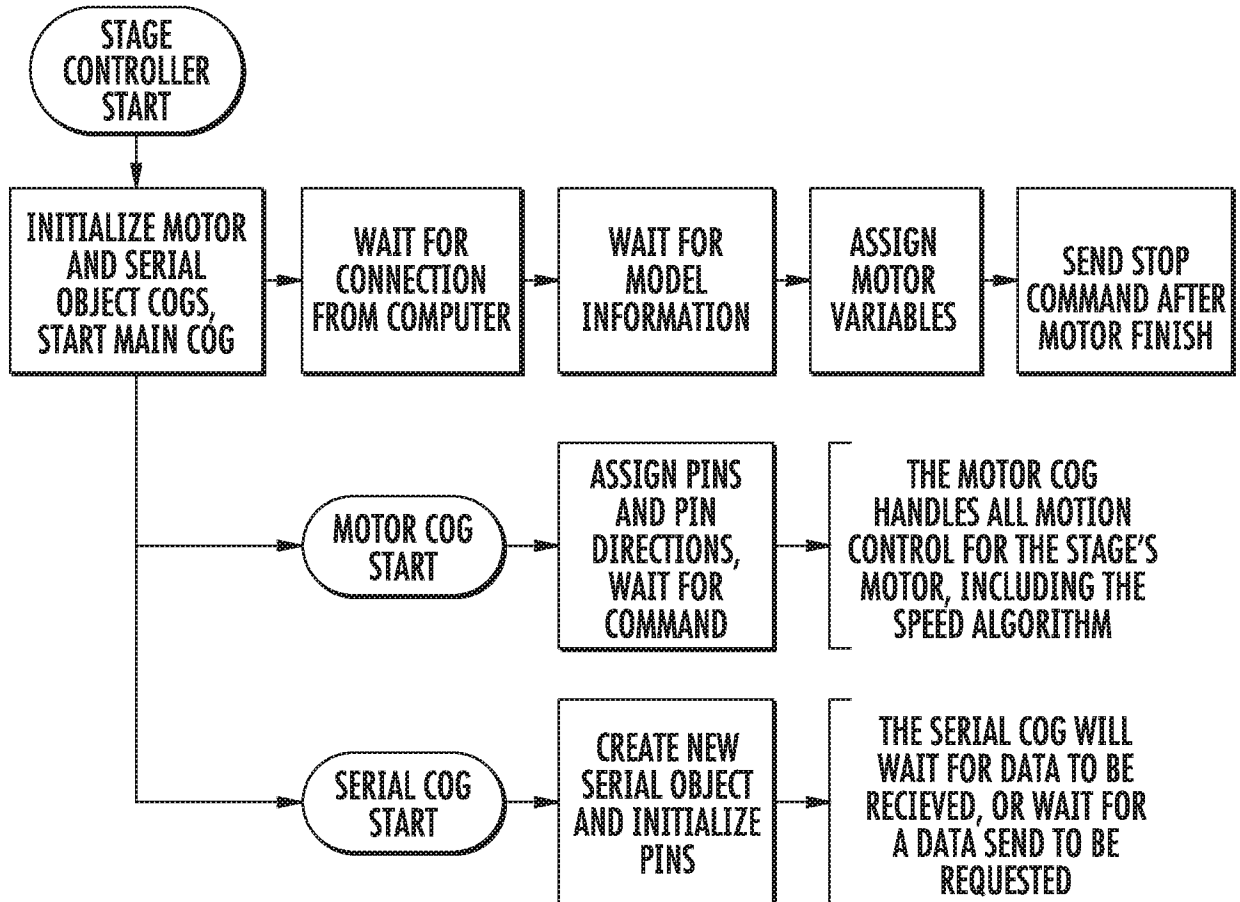 STAGE
CONTROLLER
START
INITIALIZE MOTOR
AND SERIAL
OBJECT COGS,
START MAIN COG
WAIT FOR
CONNECTION
FROM COMPUTER
WAIT FOR
MODEL
INFORMATION
ASSIGN
MOTOR
VARIABLES
SEND STOP
COMMAND AFTER
MOTOR FINISH
MOTOR COG
START
ASSIGN PINS
AND PIN
DIRECTIONS,
WAIT FOR
COMMAND
THE MOTOR COG
HANDLES ALL MOTION
CONTROL FOR THE STAGE'S
MOTOR, INCLUDING THE
SPEED ALGORITHM
SERIAL COG
START
CREATE NEW
SERIAL OBJECT
AND INITIALIZE
PINS
THE SERIAL COG WILL
WAIT FOR DATA TO BE
RECIEVED, OR WAIT FOR
A DATA SEND TO BE
REQUESTED